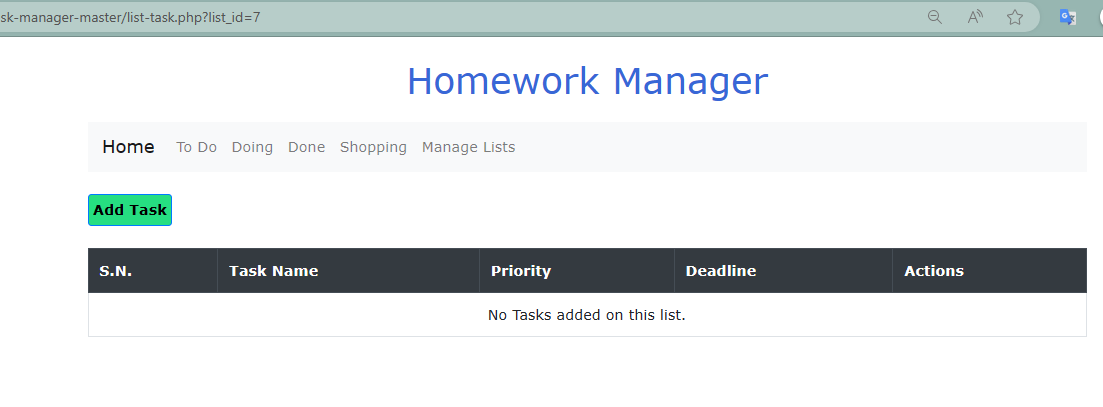 sk-manager-master/list-task.php?list_id=7
Homework Manager
Home To Do Doing Done Shopping Manage Lists
Add Task
S.N. Task Name Priority Deadline Actions
No Tasks added on this list.